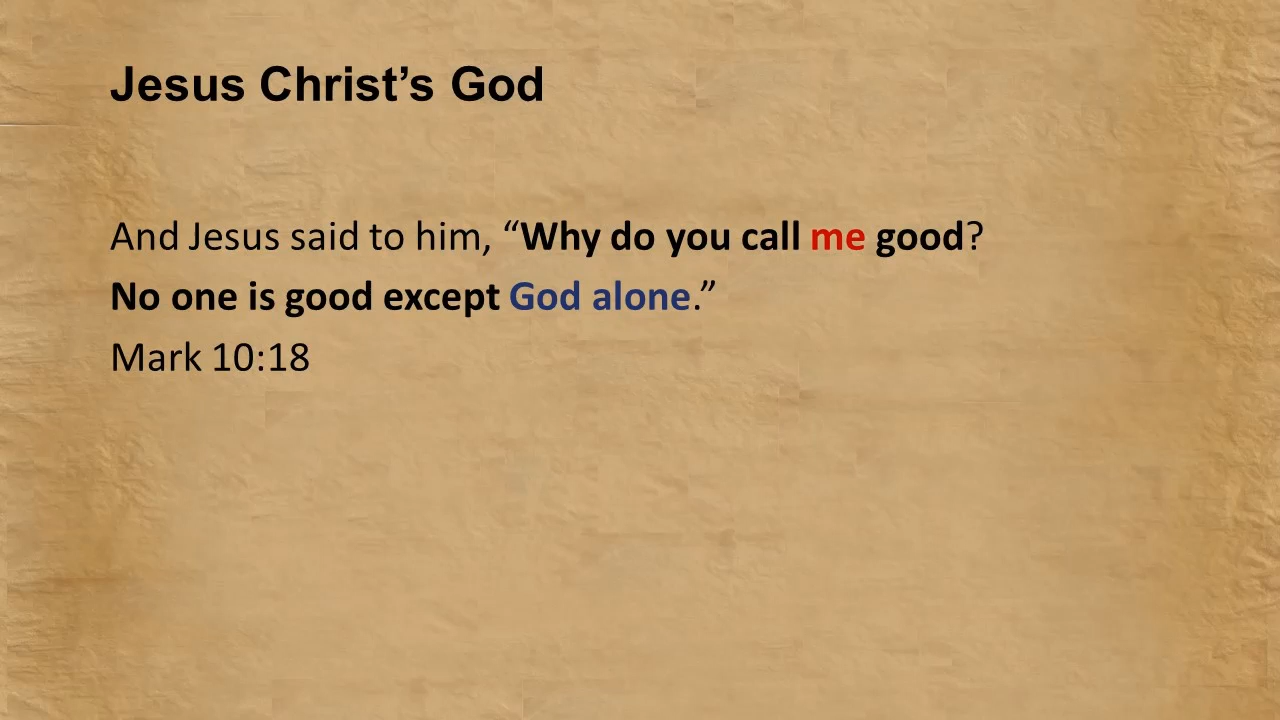 Jesus Christ’s God
And Jesus said to him, “Why do you call me good?
No one is good except God alone.”
Mark 10:18